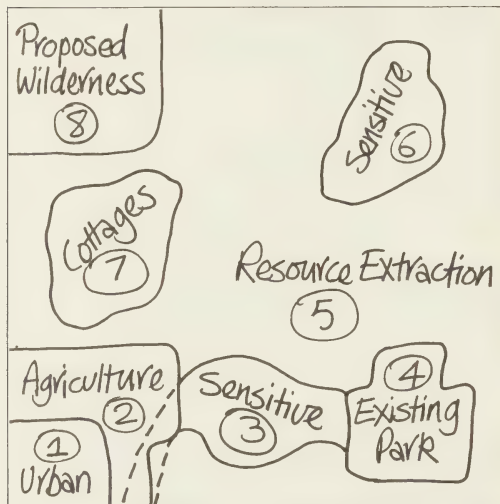 Proposed
Wilderness
8
Sensitive
6
Cottages
7
Resource Extraction
5
Agriculture
2
Sensitive
3
4
Existing
Park
1
Urban